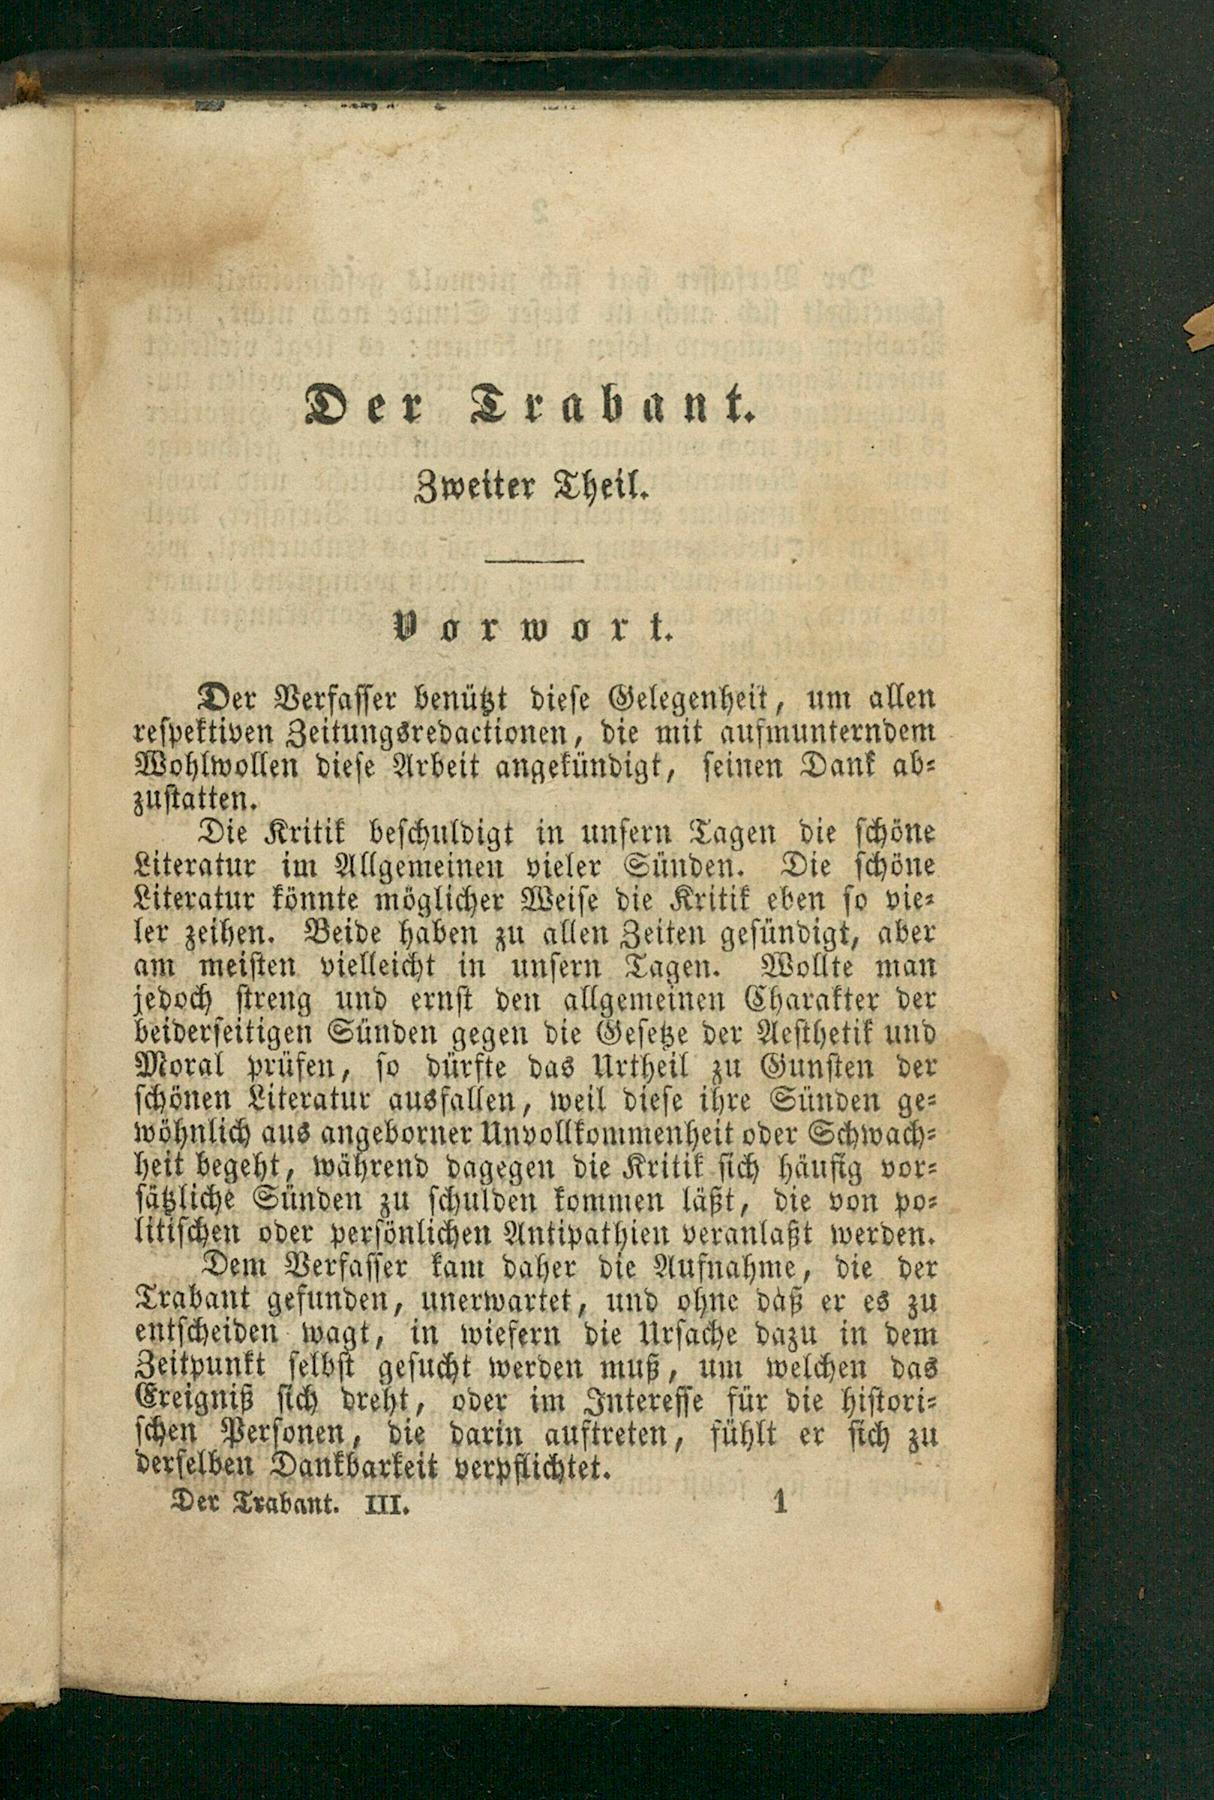 Der Trabant.
Zweiter Theil.
Vorwort.
Der Verfasser benützt diese Gelegenheit, um allen
respektiven Zeitungsredactionen, die mit aufmunterndem
Wohlwollen diese Arbeit angekündigt, seinen Dank ab-
zustatten.
Die Kritik beschuldigt in unsern Tagen die schöne
Literatur im Allgemeinen vieler Sünden. Die schöne
Literatur könnte möglicher Weise die Kritik eben so vie-
ler zeihen. Beide haben zu allen Zeiten gesündigt, aber
am meisten vielleicht in unsern Tagen. Wollte man
jedoch streng und ernst den allgemeinen Charakter der
beiderseitigen Sünden gegen die Gesetze der Aesthetik und
Moral prüfen, so dürfte das Urtheil zu Gunsten der
schönen Literatur ausfallen, weil diese ihre Sünden ge-
wöhnlich aus angeborner Unvollkommenheit oder Schwach-
heit begeht, während dagegen die Kritik sich häufig vor-
sätzliche Sünden zu schulden kommen läßt, die von po-
litischen oder persönlichen Antipathien veranlaßt werden.
Dem Verfasser kam daher die Aufnahme, die der
Trabant gefunden, unerwartet, und ohne daß er es zu
entscheiden wagt, in wiefern die Ursache dazu in dem
Zeitpunkt selbst gesucht werden muß, um welchen das
Ereigniß sich dreht, oder im Interesse für die histori-
schen Personen, die darin auftreten, fühlt er sich zu
derselben Dankbarkeit verpflichtet.
Der Trabant. III. 1